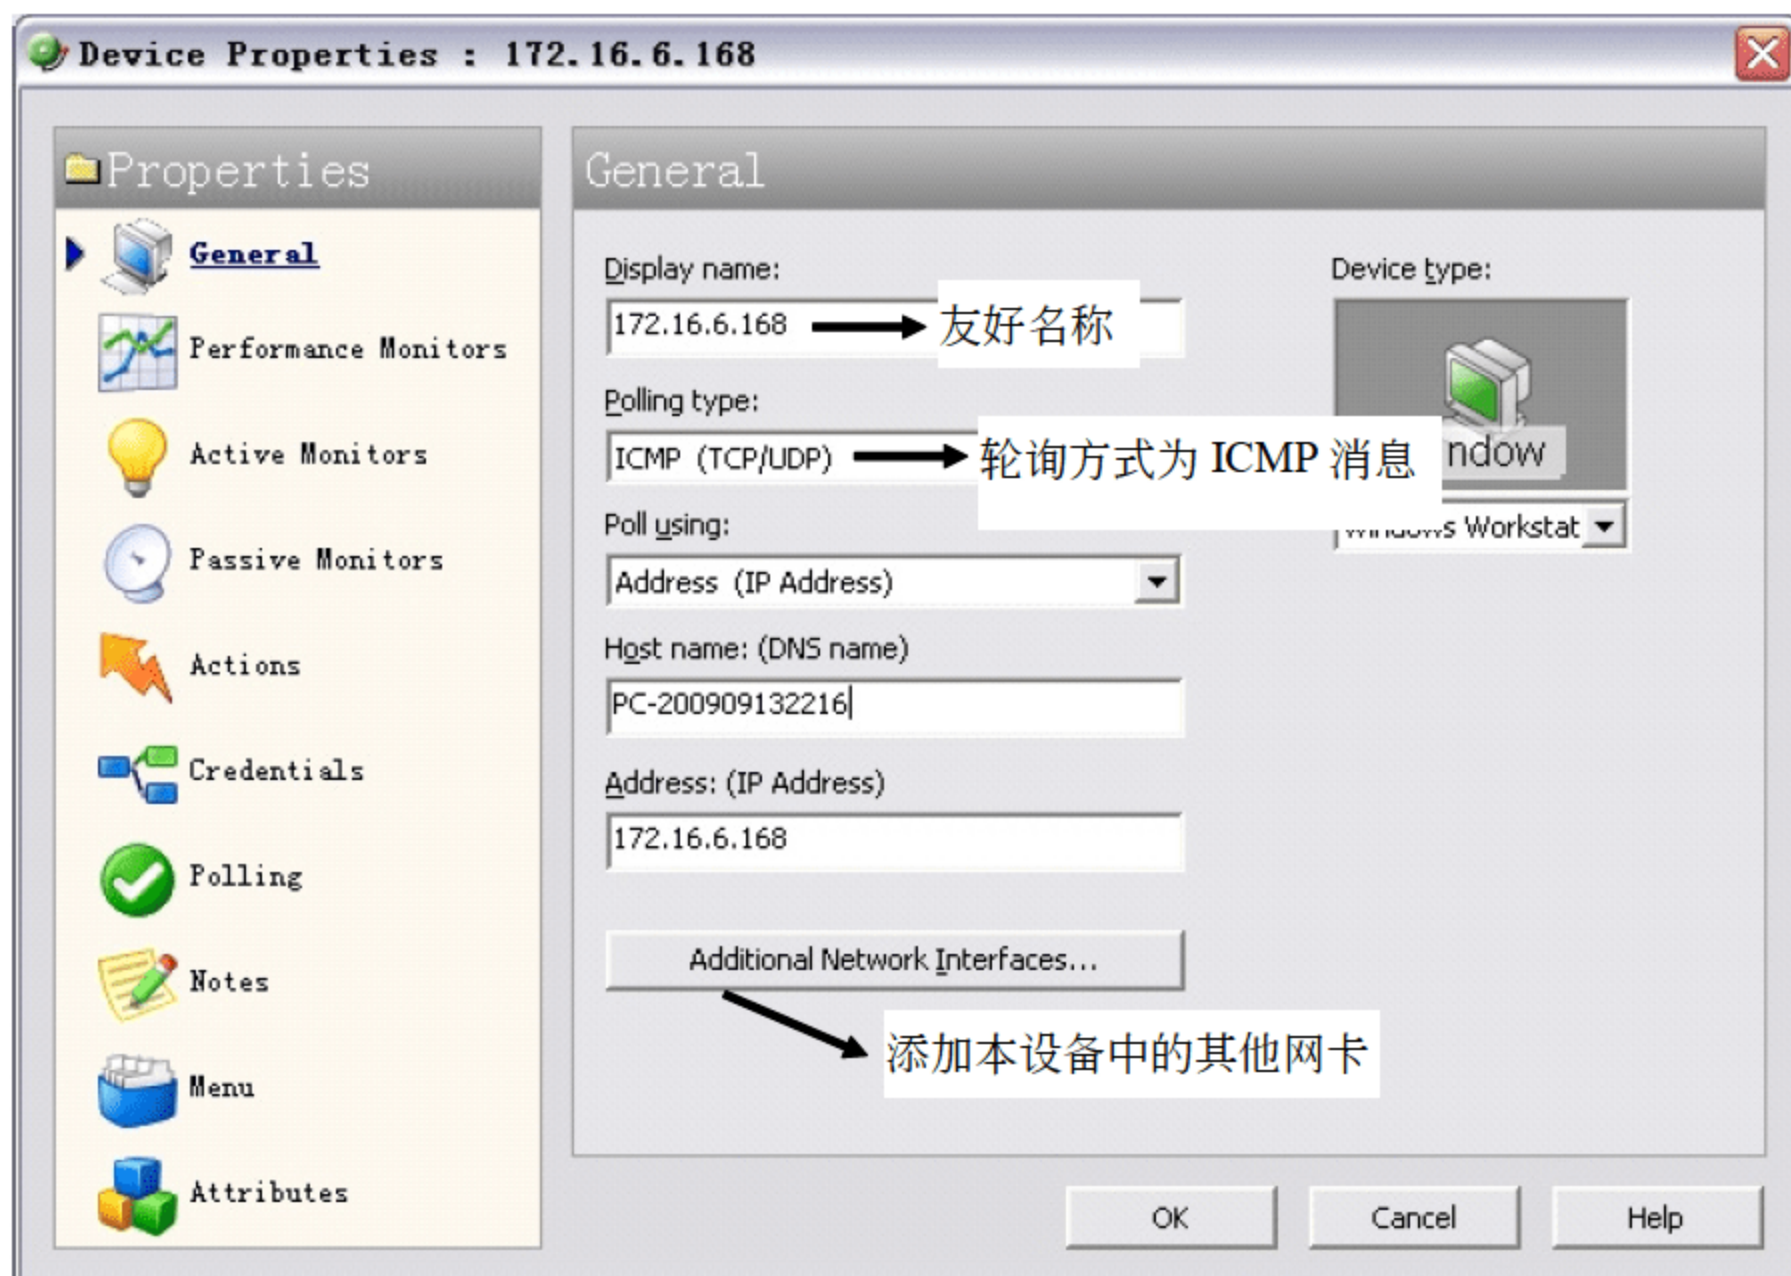 Device Properties : 172.16.6.168
Properties
General
Performance Monitors
Active Monitors
Passive Monitors
Actions
Credentials
Polling
Notes
Menu
Attributes
General
Display name:
172.16.6.168
友好名称
Polling type:
ICMP (TCP/UDP)
轮询方式为 ICMP 消息
Poll using:
Address (IP Address)
Host name: (DNS name)
PC-200909132216
Address: (IP Address)
172.16.6.168
Additional Network Interfaces...
添加本设备中的其他网卡
Device type:
ndow
Windows Workstat
OK
Cancel
Help